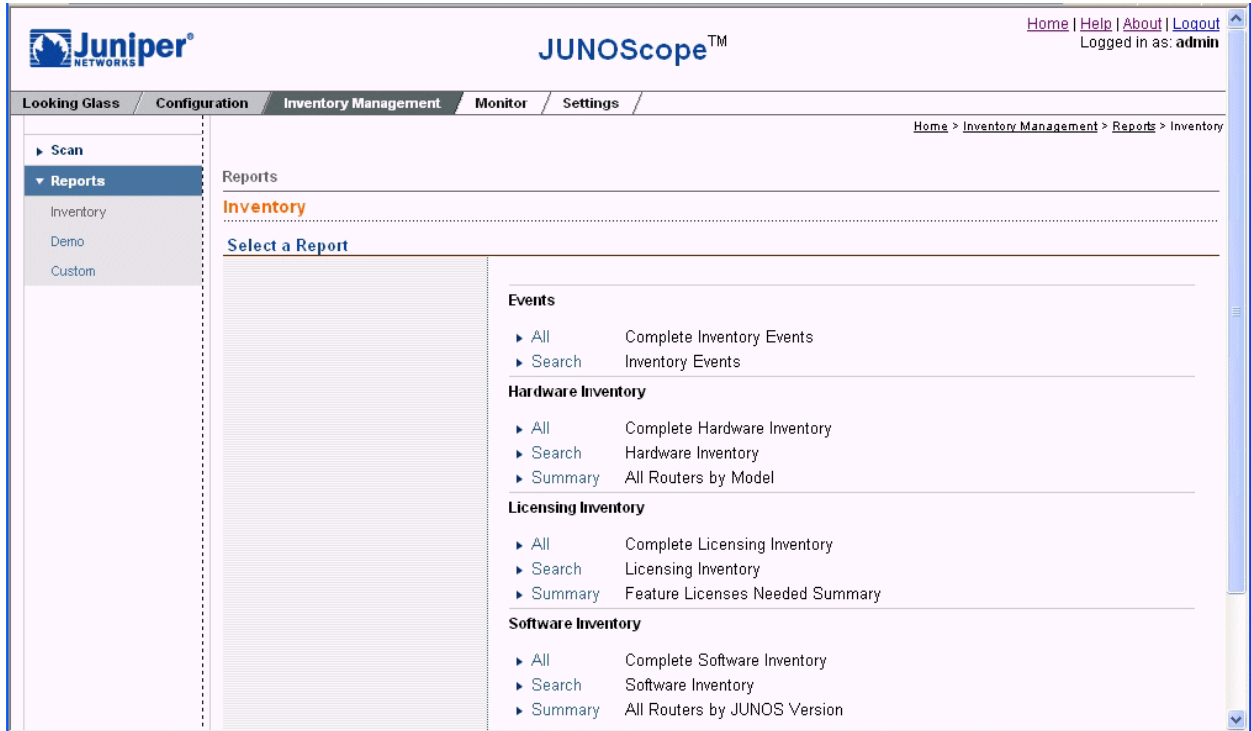 Juniper®
NETWORKS
JUNOScope™
Home | Help | About | Logout
Logged in as: admin
Looking Glass / Configuration / Inventory Management / Monitor / Settings /
Home > Inventory Management > Reports > Inventory
Scan
Reports
Inventory
Demo
Custom
Reports
Inventory
Select a Report
Events
All Complete Inventory Events
Search Inventory Events
Hardware Inventory
All Complete Hardware Inventory
Search Hardware Inventory
Summary All Routers by Model
Licensing Inventory
All Complete Licensing Inventory
Search Licensing Inventory
Summary Feature Licenses Needed Summary
Software Inventory
All Complete Software Inventory
Search Software Inventory
Summary All Routers by JUNOS Version